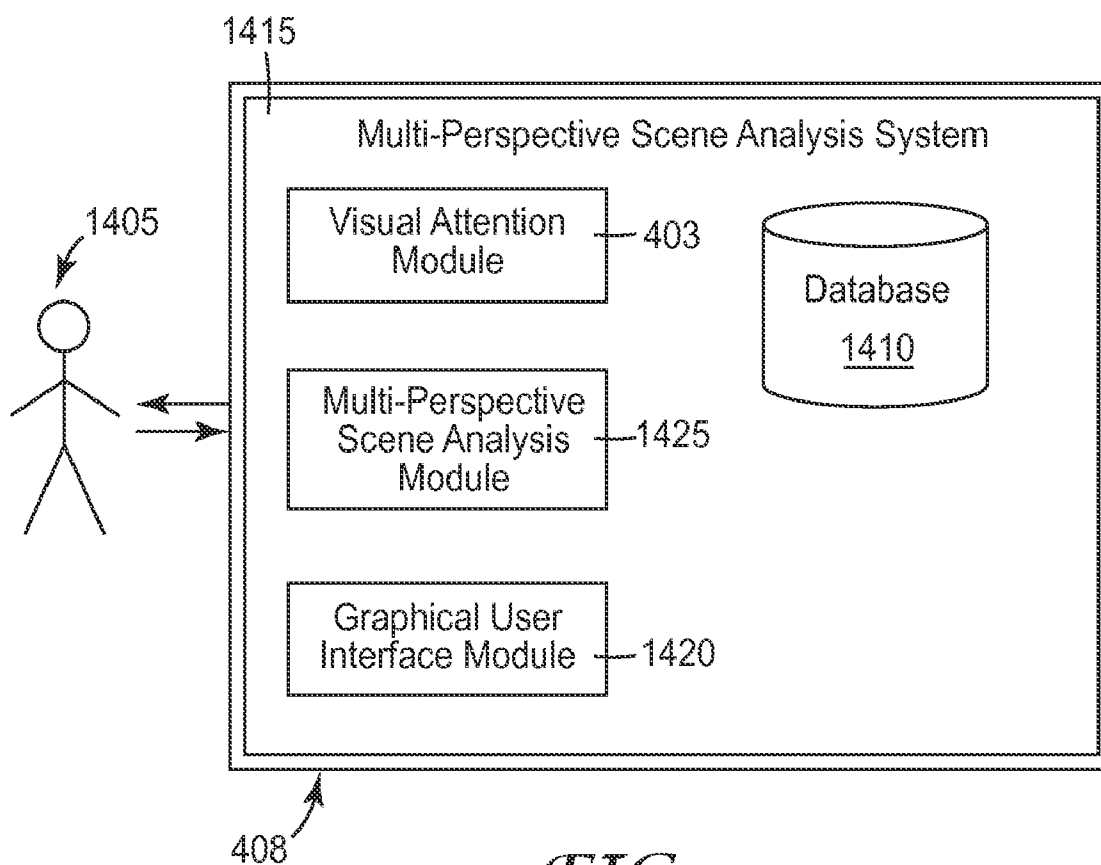 1415
Multi-Perspective Scene Analysis System
1405
Visual Attention
Module
403
Database
1410
Multi-Perspective
Scene Analysis
Module
1425
Graphical User
Interface Module
1420
408